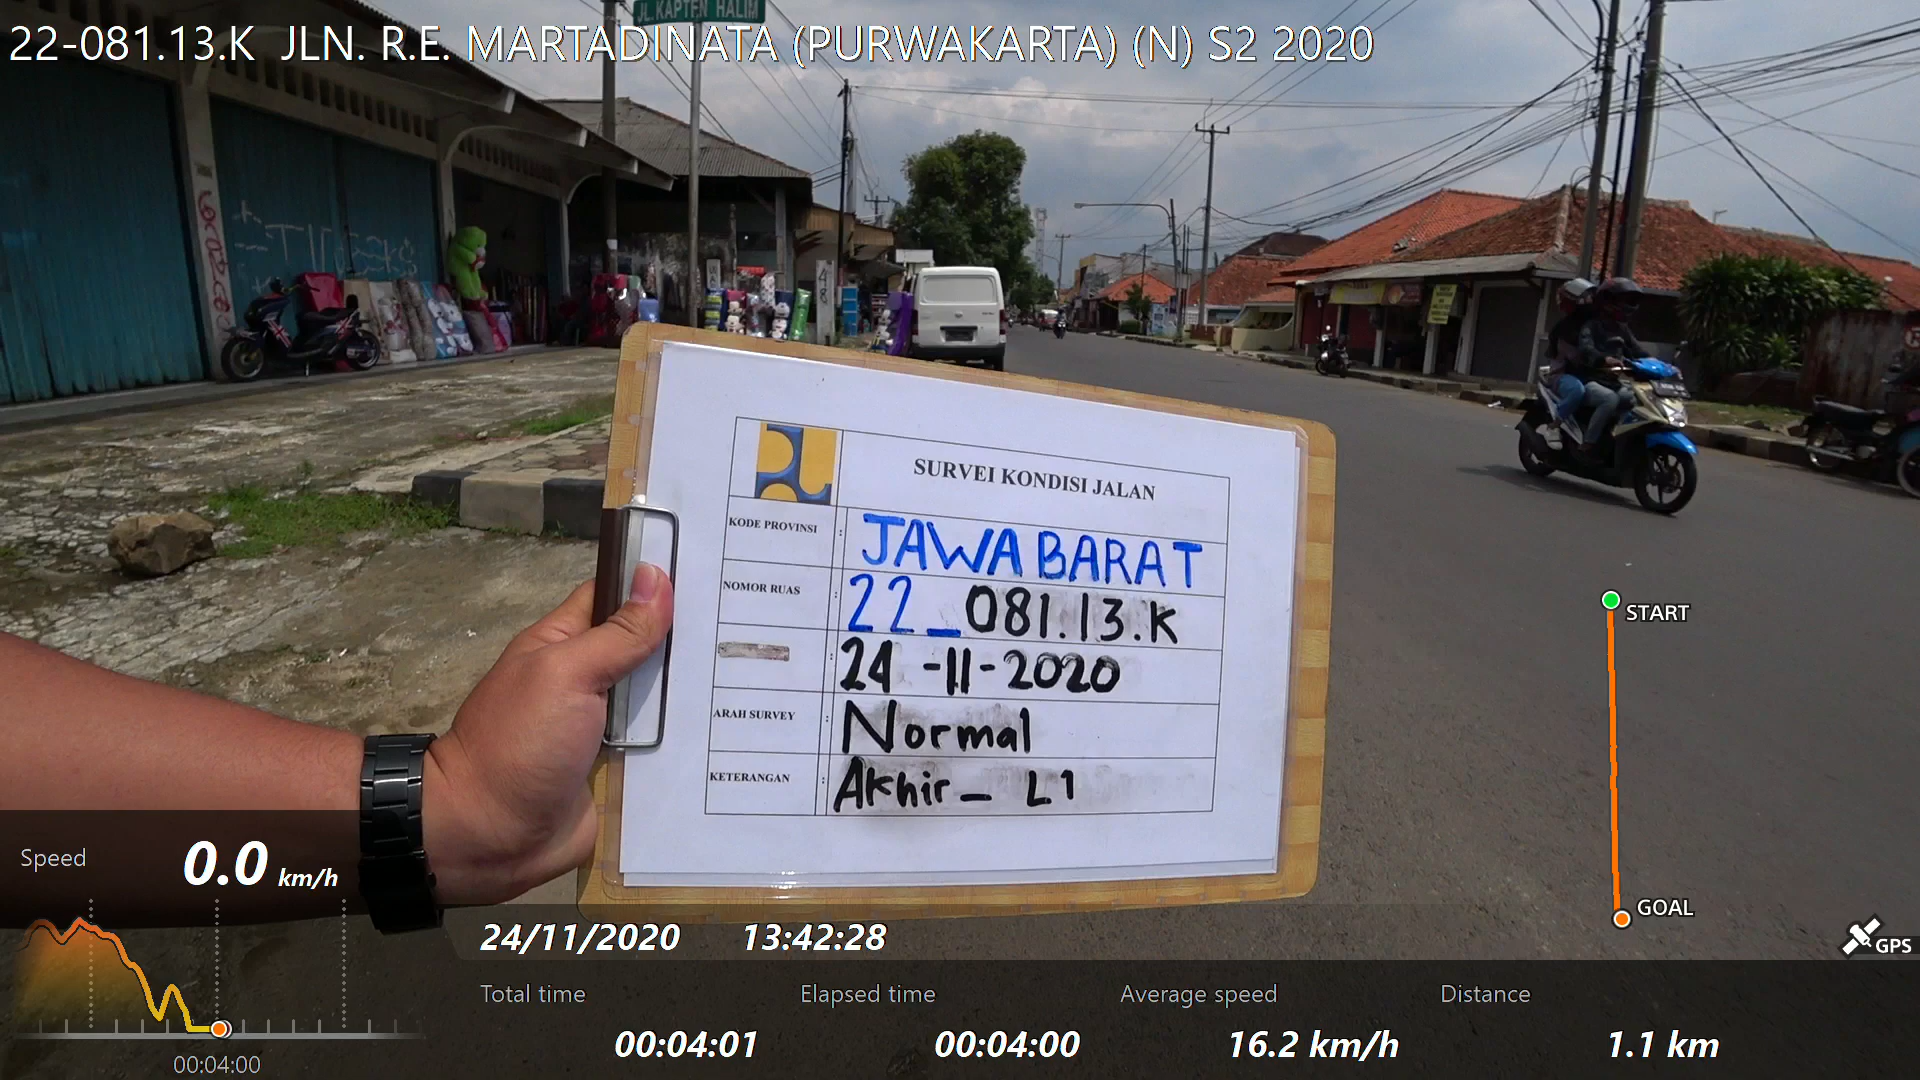 JL.KAPTEN HALIM
22-081.13.K JLN. R.E. MARTADINATA (PURWAKARTA) (N) S2 2020
SURVEI KONDISI JALAN
KODE PROVINSI : JAWA BARAT
NOMOR RUAS : 22_081.13.K
: 24-11-2020
ARAH SURVEY : Normal
KETERANGAN : Akhir_ L1
START
GOAL
GPS
Speed 0.0 km/h
00:04:00
24/11/2020 13:42:28
Total time Elapsed time Average speed Distance
00:04:01 00:04:00 16.2 km/h 1.1 km